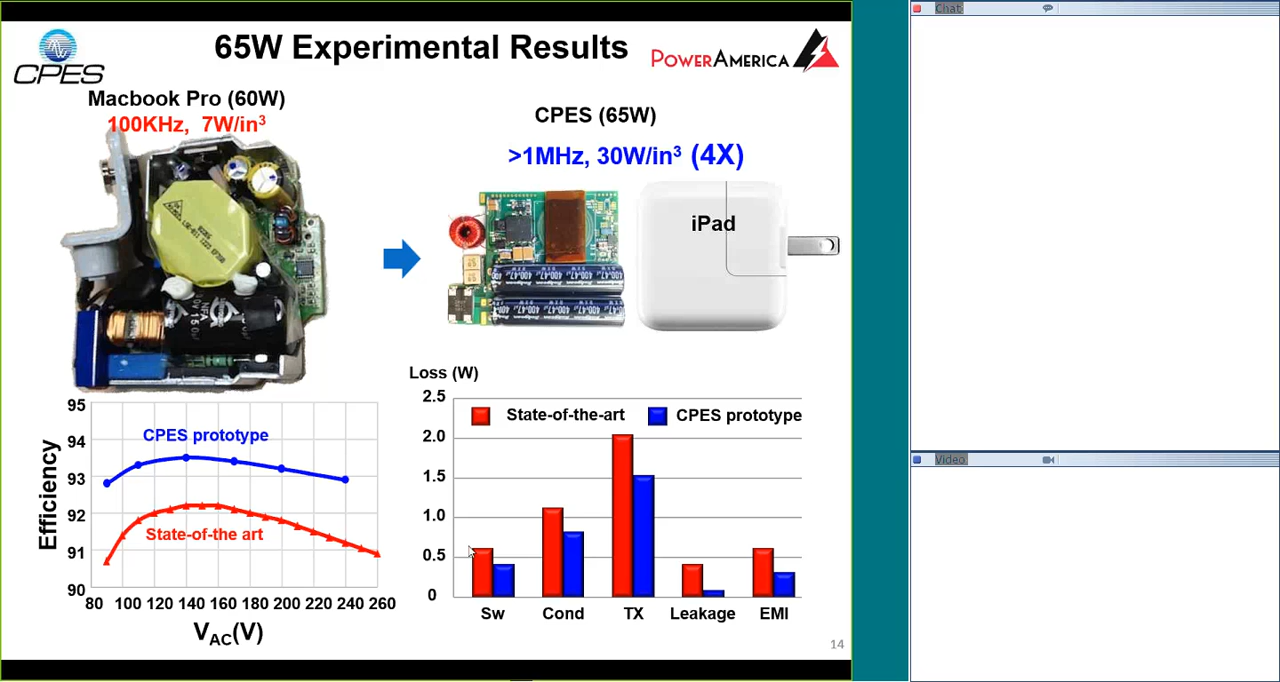 65W Experimental Results
CPES
POWERAMERICA
Macbook Pro (60W)
100KHz, 7W/in³
CPES (65W)
>1MHz, 30W/in³ (4X)
iPad
Efficiency
95
94
93
92
91
90
CPES prototype
State-of-the art
80 100 120 140 160 180 200 220 240 260
VAC(V)
Loss (W)
2.5
2.0
1.5
1.0
0.5
0
State-of-the-art
CPES prototype
Sw Cond TX Leakage EMI
14
Chat
Video